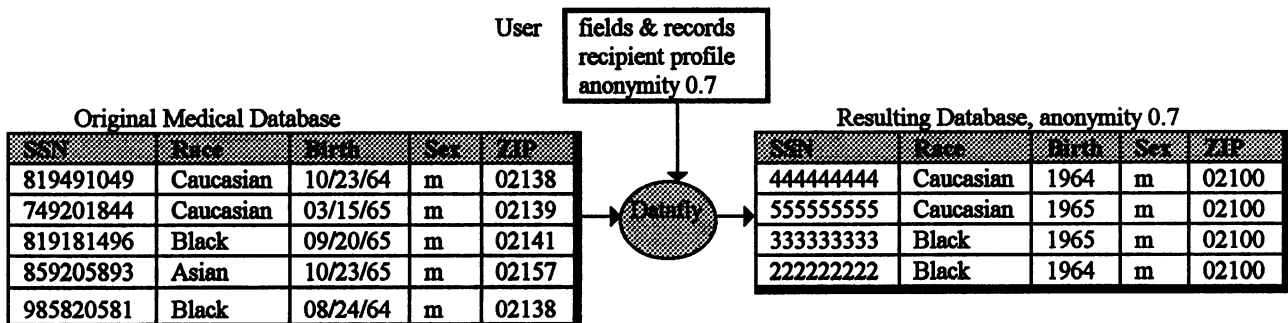 User
fields & records
recipient profile
anonymity 0.7
Original Medical Database
SSN Race Birth Sex ZIP
819491049 Caucasian 10/23/64 m 02138
749201844 Caucasian 03/15/65 m 02139
819181496 Black 09/20/65 m 02141
859205893 Asian 10/23/65 m 02157
985820581 Black 08/24/64 m 02138
Datafly
Resulting Database, anonymity 0.7
SSN Race Birth Sex ZIP
444444444 Caucasian 1964 m 02100
555555555 Caucasian 1965 m 02100
333333333 Black 1965 m 02100
222222222 Black 1964 m 02100